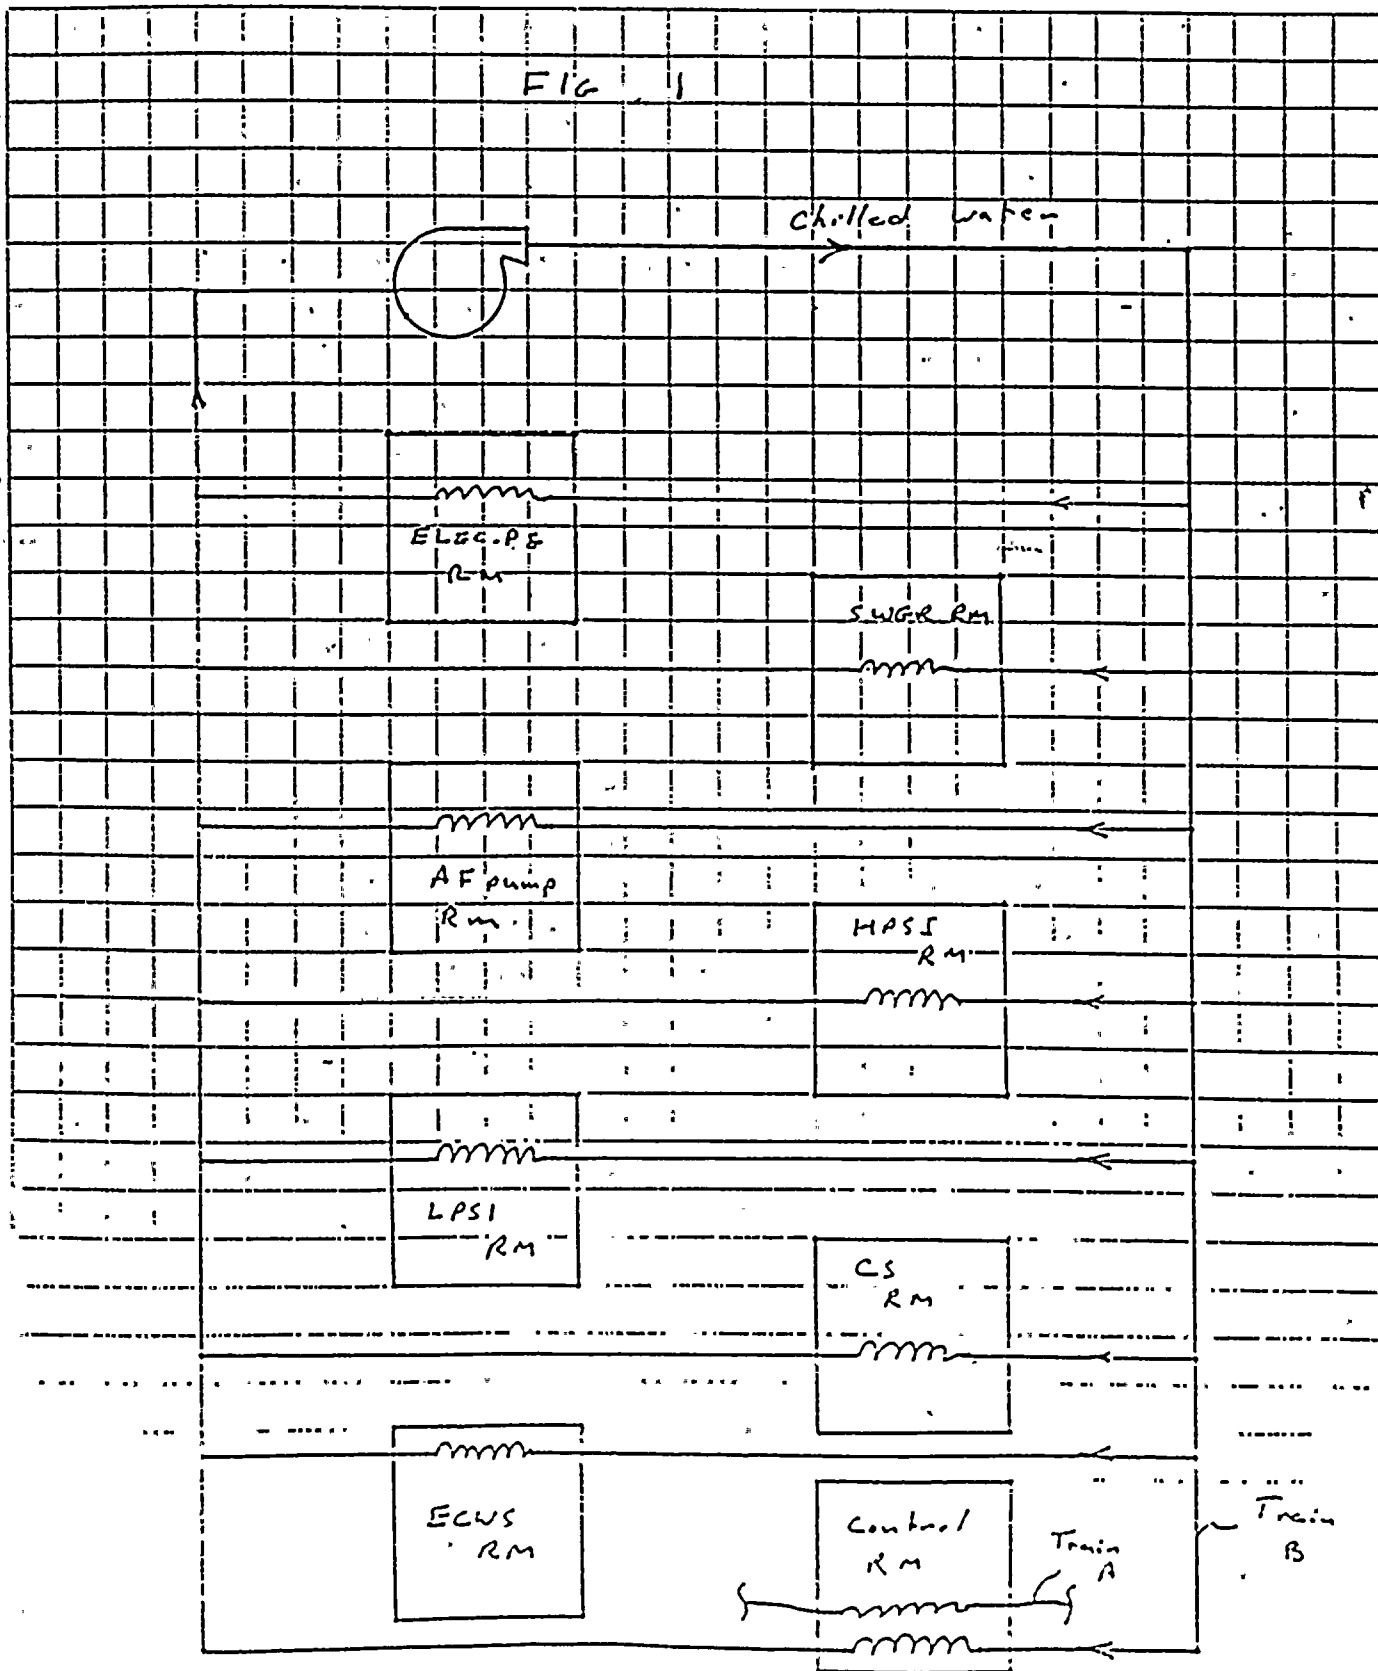 FIG 1
Chilled water
ELEC. P E
RM
SWGR RM
AF pump
Rm.
HPSI
RM
LPSI
RM
CS
RM
ECWS
RM
Control
RM
Train
A
Train
B